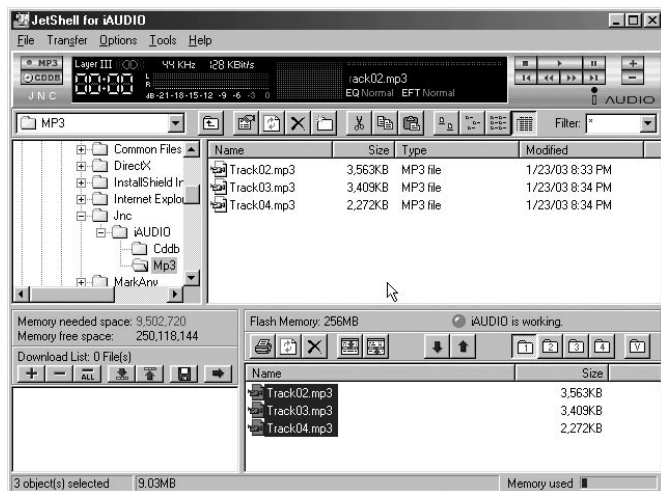 JetShell for iAUDIO
File Transfer Options Tools Help
MP3 Layer III 44 KHz 128 KBit/s
CDDB 00:00 L R rack02.mp3
JNC dB -21 -18 -15 -12 -9 -6 -3 0 EQ Normal EFT Normal
iAUDIO
MP3 Filter: *
Common Files
DirectX
InstallShield Ir
Internet Explou
Jnc
iAUDIO
Cddb
Mp3
MarkAny
Name Size Type Modified
Track02.mp3 3,563KB MP3 file 1/23/03 8:33 PM
Track03.mp3 3,409KB MP3 file 1/23/03 8:34 PM
Track04.mp3 2,272KB MP3 file 1/23/03 8:34 PM
Memory needed space: 9,502,720
Memory free space: 250,118,144
Download List: 0 File(s)
ALL
Flash Memory: 256MB iAUDIO is working.
1 2 3 4 V
Name Size
Track02.mp3 3,563KB
Track03.mp3 3,409KB
Track04.mp3 2,272KB
3 object(s) selected 9.03MB Memory used